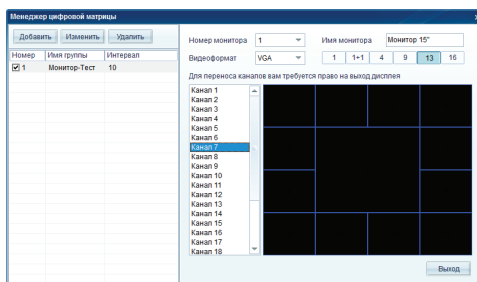 Менеджер цифровой матрицы
Добавить Изменить Удалить
Номер Имя группы Интервал
1 Монитор-Тест 10
Номер монитора 1 Имя монитора Монитор 15"
Видеоформат VGA 1 1+1 4 9 13 16
Для переноса каналов вам требуется право на выход дисплея
Канал 1
Канал 2
Канал 3
Канал 4
Канал 5
Канал 6
Канал 7
Канал 8
Канал 9
Канал 10
Канал 11
Канал 12
Канал 13
Канал 14
Канал 15
Канал 16
Канал 17
Канал 18
Выход